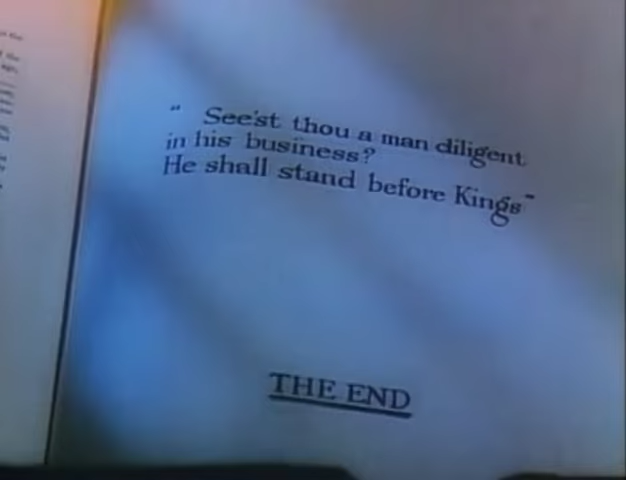 " See'st thou a man diligent
in his business?
He shall stand before Kings"
THE END